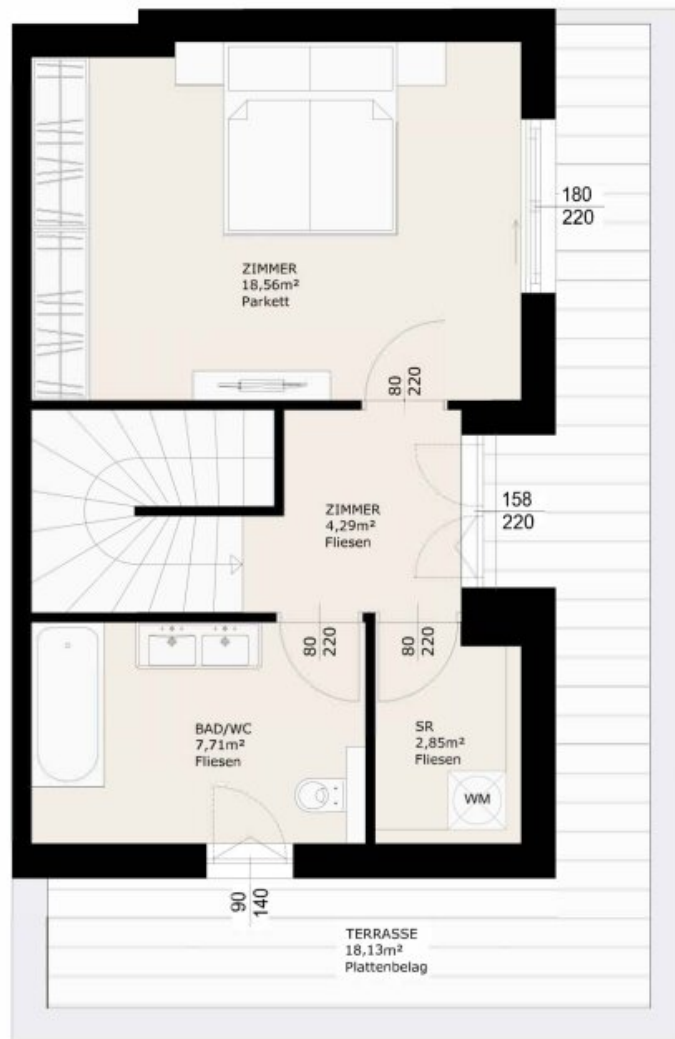 180
220
ZIMMER
18,56m²
Parkett
80
220
158
220
ZIMMER
4,29m²
Fliesen
80
220
80
220
BAD/WC
7,71m²
Fliesen
SR
2,85m²
Fliesen
WM
90
140
TERRASSE
18,13m²
Plattenbelag